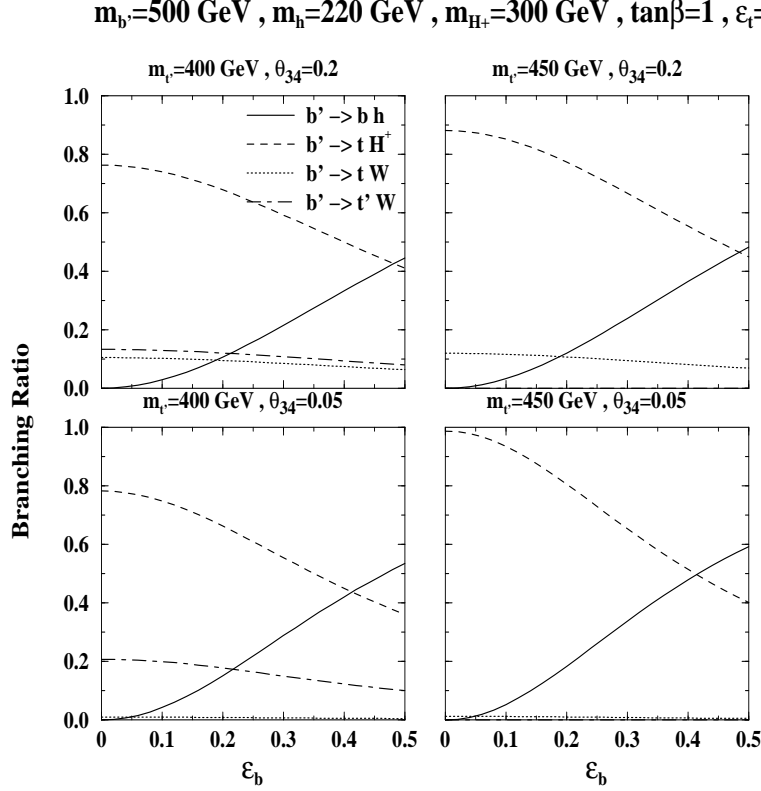 m_b'=500 GeV , m_h=220 GeV , m_H+=300 GeV , tanβ=1 , ε_t=
m_t'=400 GeV , θ_34=0.2
m_t'=450 GeV , θ_34=0.2
1.0
0.8
0.6
0.4
0.2
0.0
b' −> b h
b' −> t H^+
b' −> t W
b' −> t' W
m_t'=400 GeV , θ_34=0.05
m_t'=450 GeV , θ_34=0.05
1.0
0.8
0.6
0.4
0.2
0.0
0 0.1 0.2 0.3 0.4 0.5
0 0.1 0.2 0.3 0.4 0.5
ε_b
ε_b
Branching Ratio